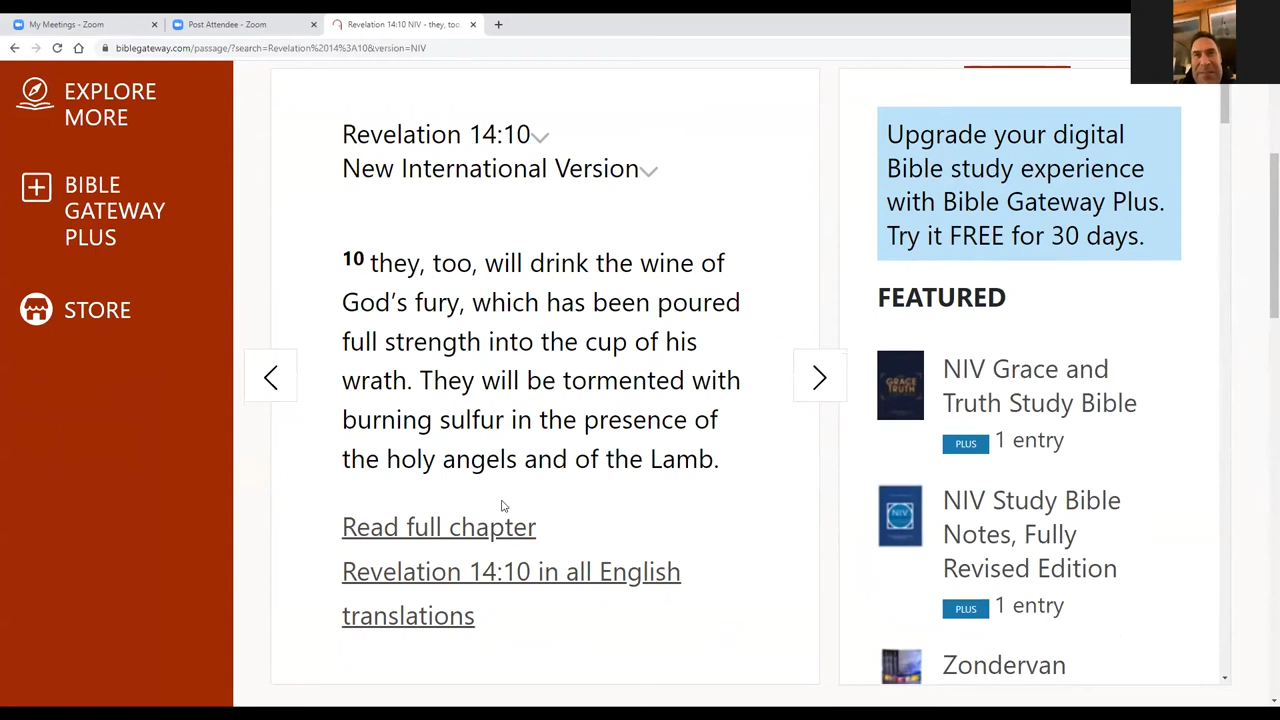 My Meetings - Zoom
Post Attendee - Zoom
Revelation 14:10 NIV - they, too,
biblegateway.com/passage/?search=Revelation%2014%3A10&version=NIV
EXPLORE
MORE
BIBLE
GATEWAY
PLUS
STORE
Revelation 14:10
New International Version
10 they, too, will drink the wine of
God’s fury, which has been poured
full strength into the cup of his
wrath. They will be tormented with
burning sulfur in the presence of
the holy angels and of the Lamb.
Read full chapter
Revelation 14:10 in all English
translations
Upgrade your digital
Bible study experience
with Bible Gateway Plus.
Try it FREE for 30 days.
FEATURED
GRACE
TRUTH
NIV Grace and
Truth Study Bible
PLUS 1 entry
NIV
NIV Study Bible
Notes, Fully
Revised Edition
PLUS 1 entry
Zondervan